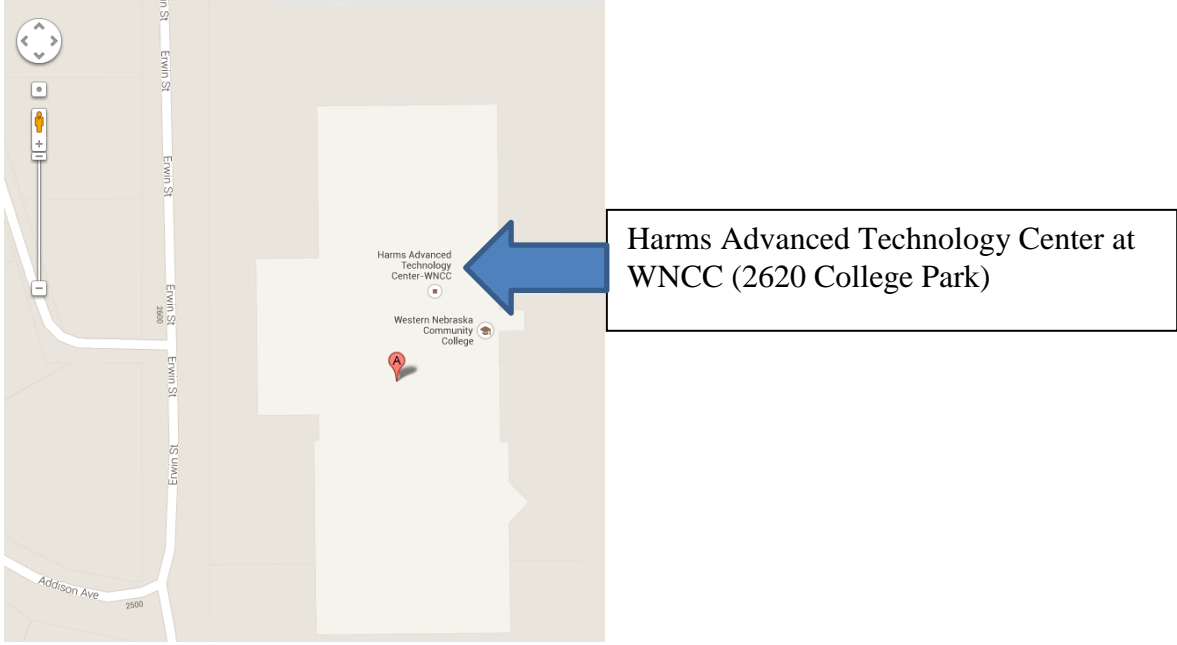 n St
Erwin St
Erwin St
Erwin St
2600
Erwin St
Erwin St
Addison Ave
2500
Harms Advanced
Technology
Center-WNCC
Western Nebraska
Community
College
A
Harms Advanced Technology Center at
WNCC (2620 College Park)